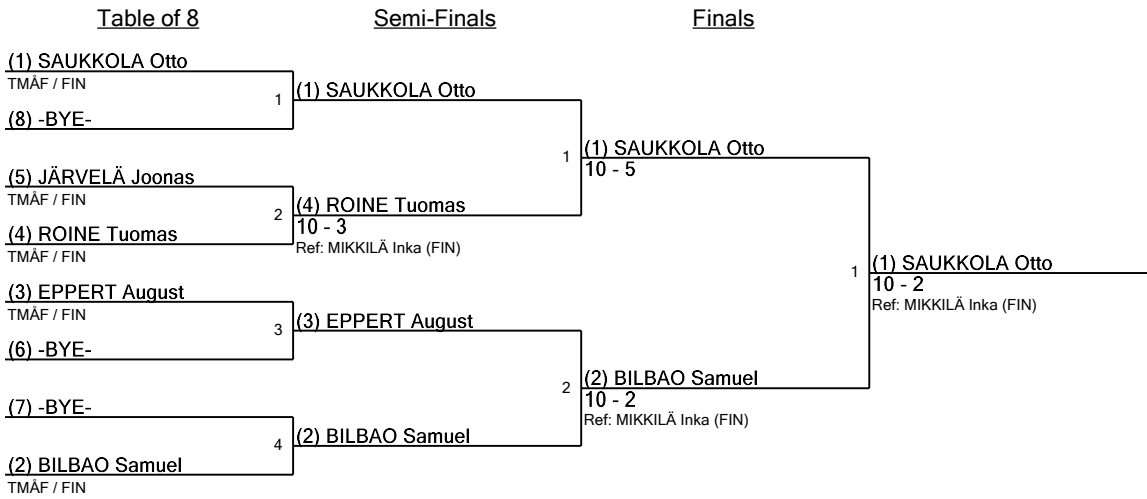 Table of 8
Semi-Finals
Finals
(1) SAUKKOLA Otto
TMÅF / FIN
(8) -BYE-
(5) JÄRVELÄ Joonas
TMÅF / FIN
(4) ROINE Tuomas
TMÅF / FIN
(3) EPPERT August
TMÅF / FIN
(6) -BYE-
(7) -BYE-
(2) BILBAO Samuel
TMÅF / FIN
1
(1) SAUKKOLA Otto
2
(4) ROINE Tuomas
10 - 3
Ref: MIKKILÄ Inka (FIN)
3
(3) EPPERT August
4
(2) BILBAO Samuel
1
(1) SAUKKOLA Otto
10 - 5
2
(2) BILBAO Samuel
10 - 2
Ref: MIKKILÄ Inka (FIN)
1
(1) SAUKKOLA Otto
10 - 2
Ref: MIKKILÄ Inka (FIN)